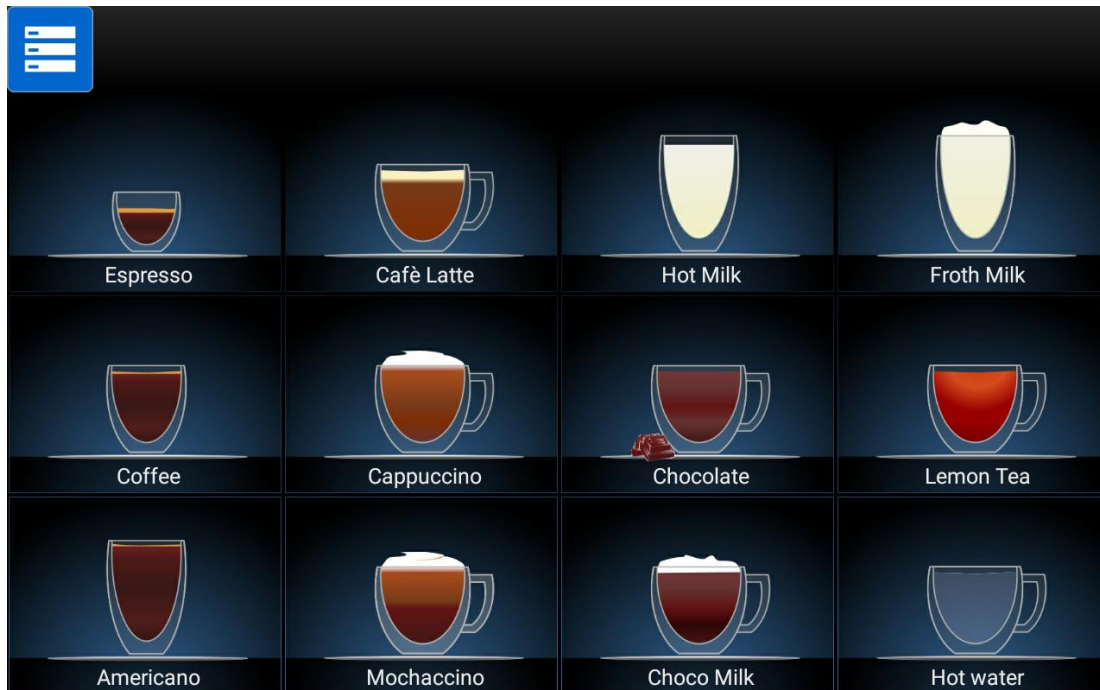 Espresso
Cafè Latte
Hot Milk
Froth Milk
Coffee
Cappuccino
Chocolate
Lemon Tea
Americano
Mochaccino
Choco Milk
Hot water